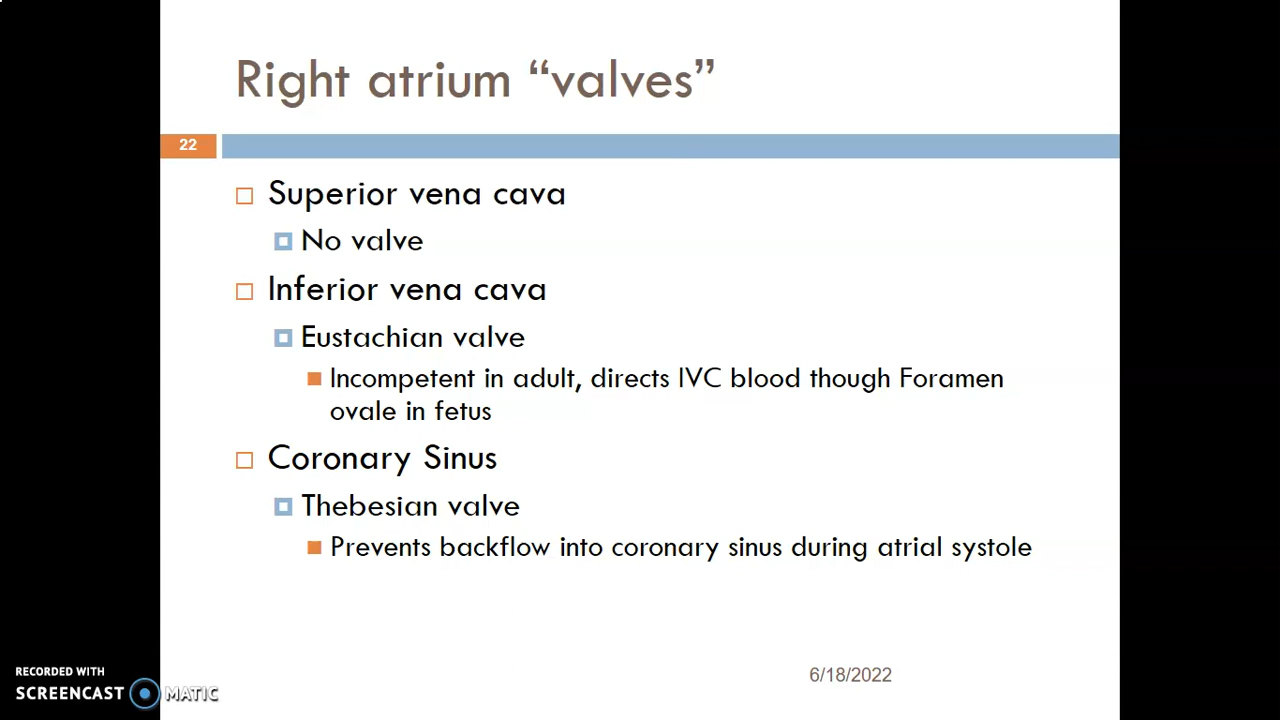 Right atrium “valves”
22
Superior vena cava
No valve
Inferior vena cava
Eustachian valve
Incompetent in adult, directs IVC blood though Foramen
ovale in fetus
Coronary Sinus
Thebesian valve
Prevents backflow into coronary sinus during atrial systole
6/18/2022
RECORDED WITH
SCREENCAST MATIC